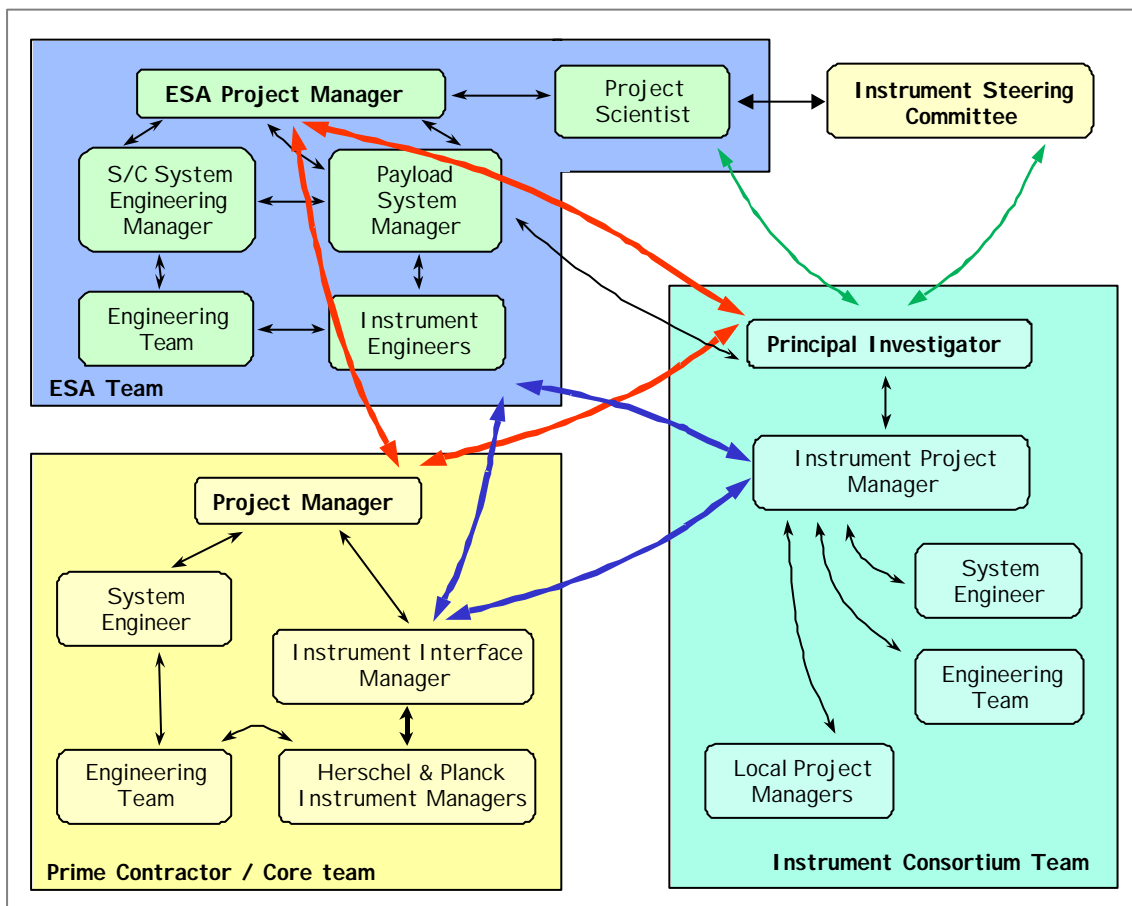 ESA Project Manager
Project
Scientist
Instrument Steering
Committee
S/C System
Engineering
Manager
Payload
System
Manager
Engineering
Team
Instrument
Engineers
ESA Team
Principal Investigator
Instrument Project
Manager
System
Engineer
Engineering
Team
Local Project
Managers
Instrument Consortium Team
Project Manager
System
Engineer
Instrument Interface
Manager
Engineering
Team
Herschel & Planck
Instrument Managers
Prime Contractor / Core team